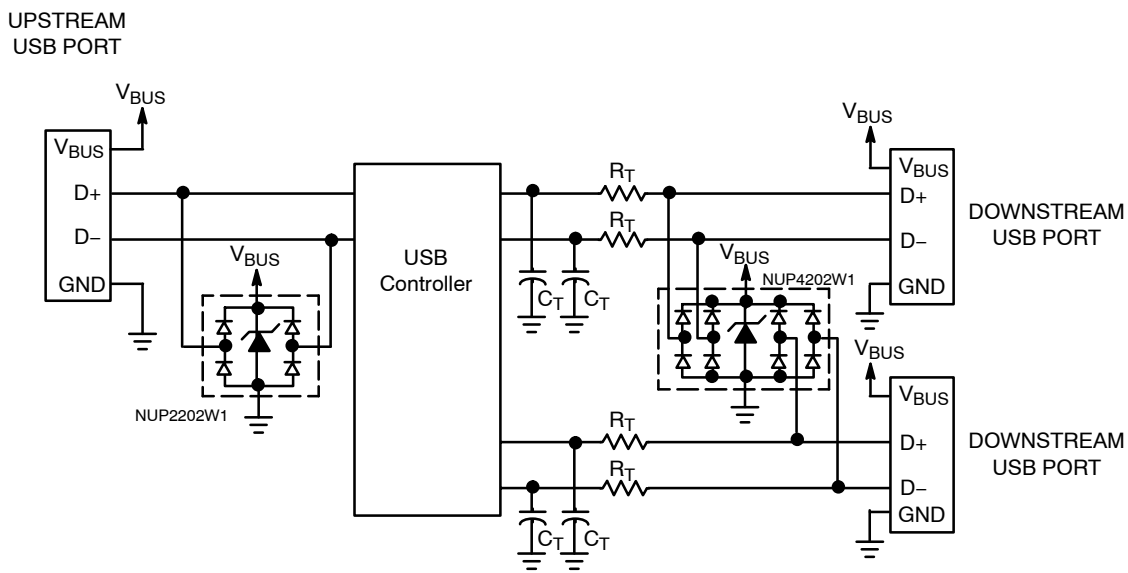 UPSTREAM
USB PORT
VBUS
VBUS
D+
D−
GND
VBUS
NUP2202W1
USB
Controller
RT
RT
CT
CT
VBUS
NUP4202W1
VBUS
VBUS
D+
D−
GND
DOWNSTREAM
USB PORT
RT
RT
CT
CT
VBUS
VBUS
D+
D−
GND
DOWNSTREAM
USB PORT